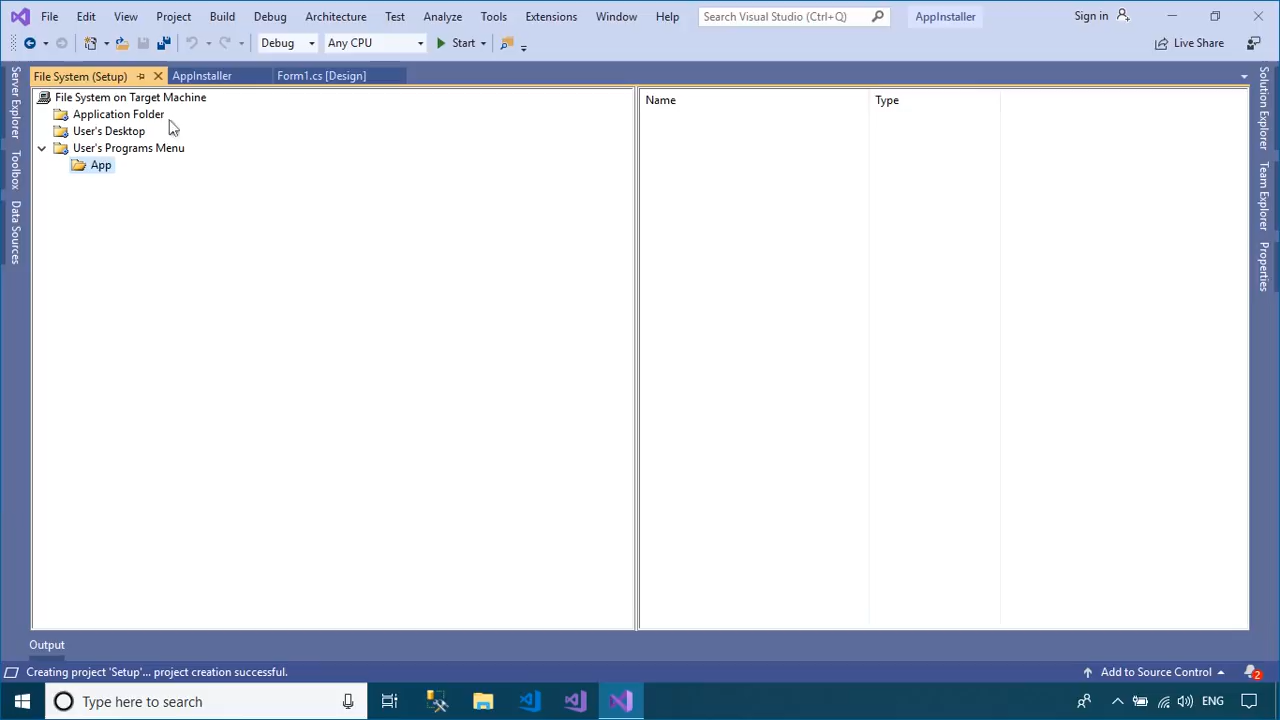 File Edit View Project Build Debug Architecture Test Analyze Tools Extensions Window Help Search Visual Studio (Ctrl+Q) AppInstaller Sign in
Debug Any CPU Start Live Share
File System (Setup) AppInstaller Form1.cs [Design]
Server Explorer
Toolbox
Data Sources
File System on Target Machine
Application Folder
User's Desktop
User's Programs Menu
App
Name Type
Solution Explorer
Team Explorer
Properties
Output
Creating project 'Setup'... project creation successful. Add to Source Control 2
Type here to search ENG